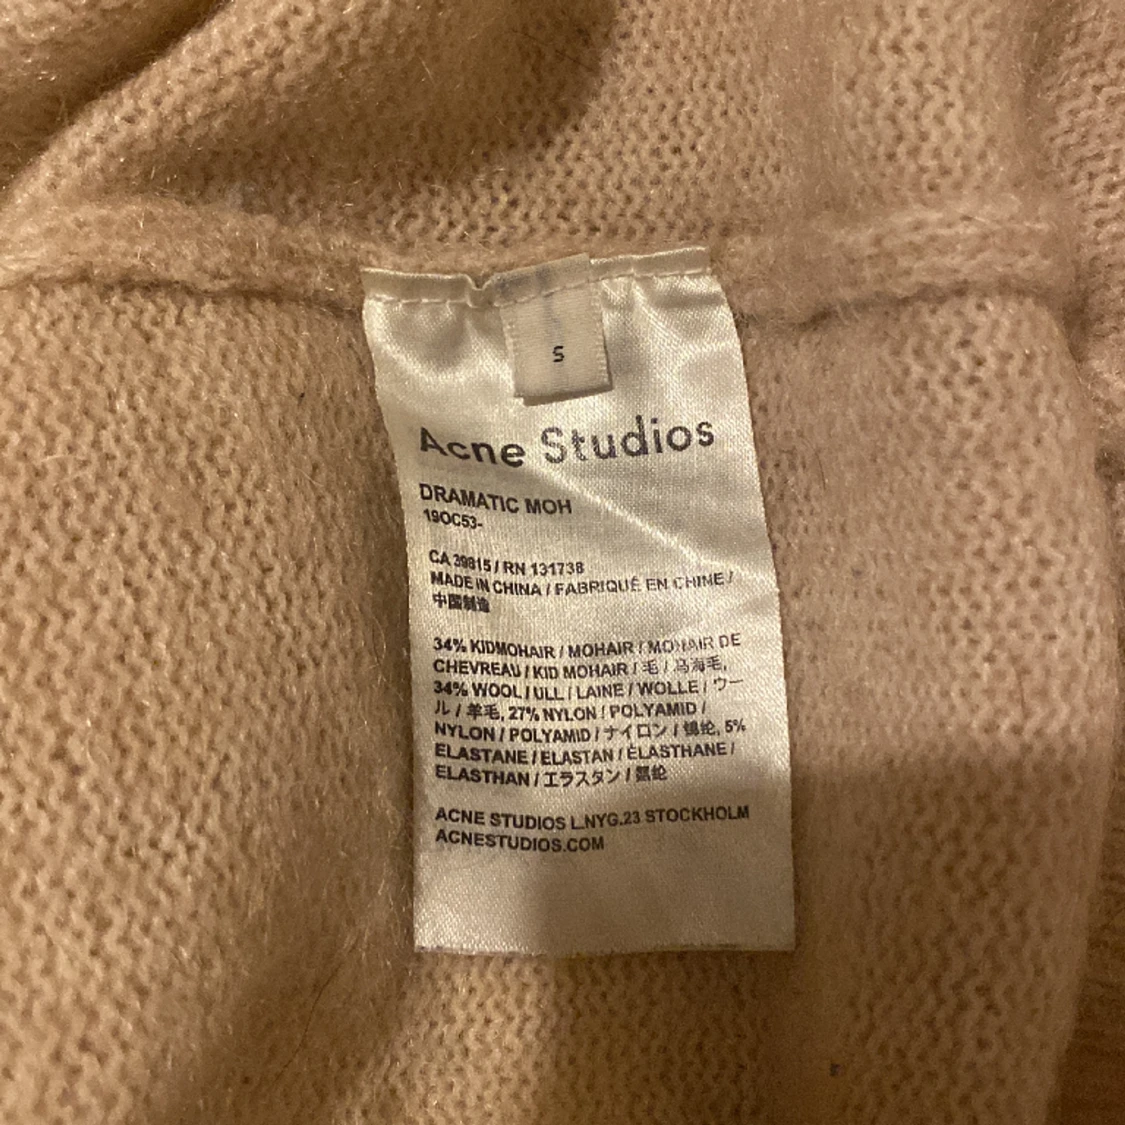 S
Acne Studios
DRAMATIC MOH
19OC53-
CA 39815 / RN 131738
MADE IN CHINA / FABRIQUÉ EN CHINE /
中国制造
34% KIDMOHAIR / MOHAIR / MOHAIR DE
CHEVREAU / KID MOHAIR / 毛 / 马海毛,
34% WOOL / ULL / LAINE / WOLLE / ウー
ル / 羊毛, 27% NYLON / POLYAMID /
NYLON / POLYAMID / ナイロン / 锦纶, 5%
ELASTANE / ELASTAN / ÉLASTHANE /
ELASTHAN / エラスタン / 氨纶
ACNE STUDIOS L.NYG.23 STOCKHOLM
ACNESTUDIOS.COM